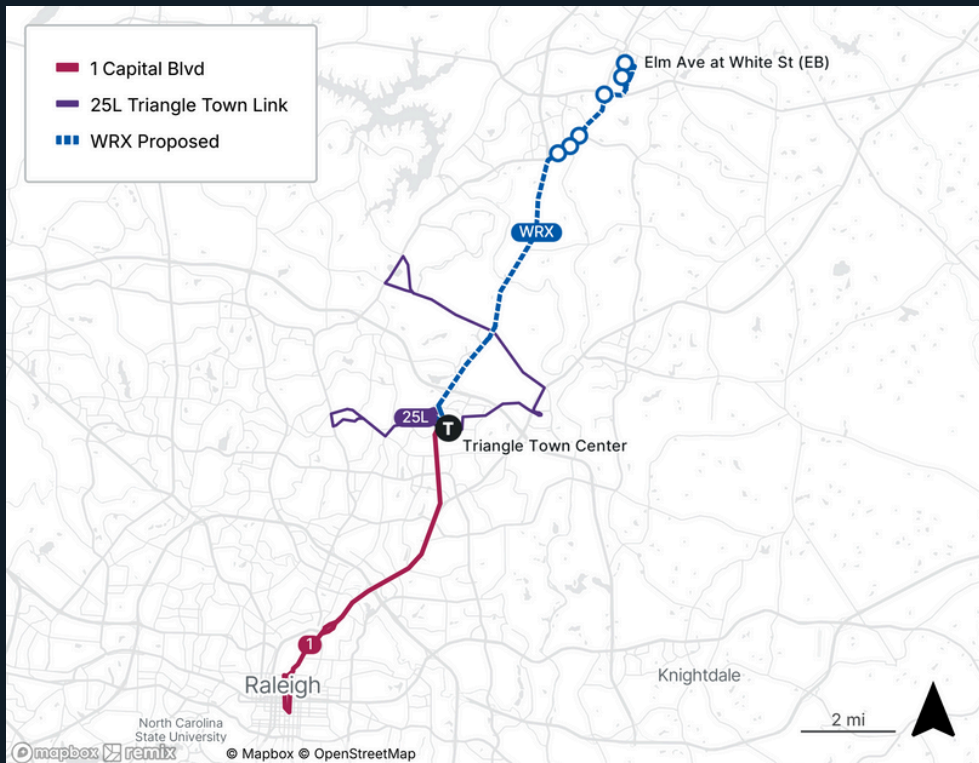 1 Capital Blvd
25L Triangle Town Link
WRX Proposed
Elm Ave at White St (EB)
WRX
25L
T
Triangle Town Center
1
Raleigh
Knightdale
North Carolina
State University
2 mi
mapbox remix
© Mapbox © OpenStreetMap